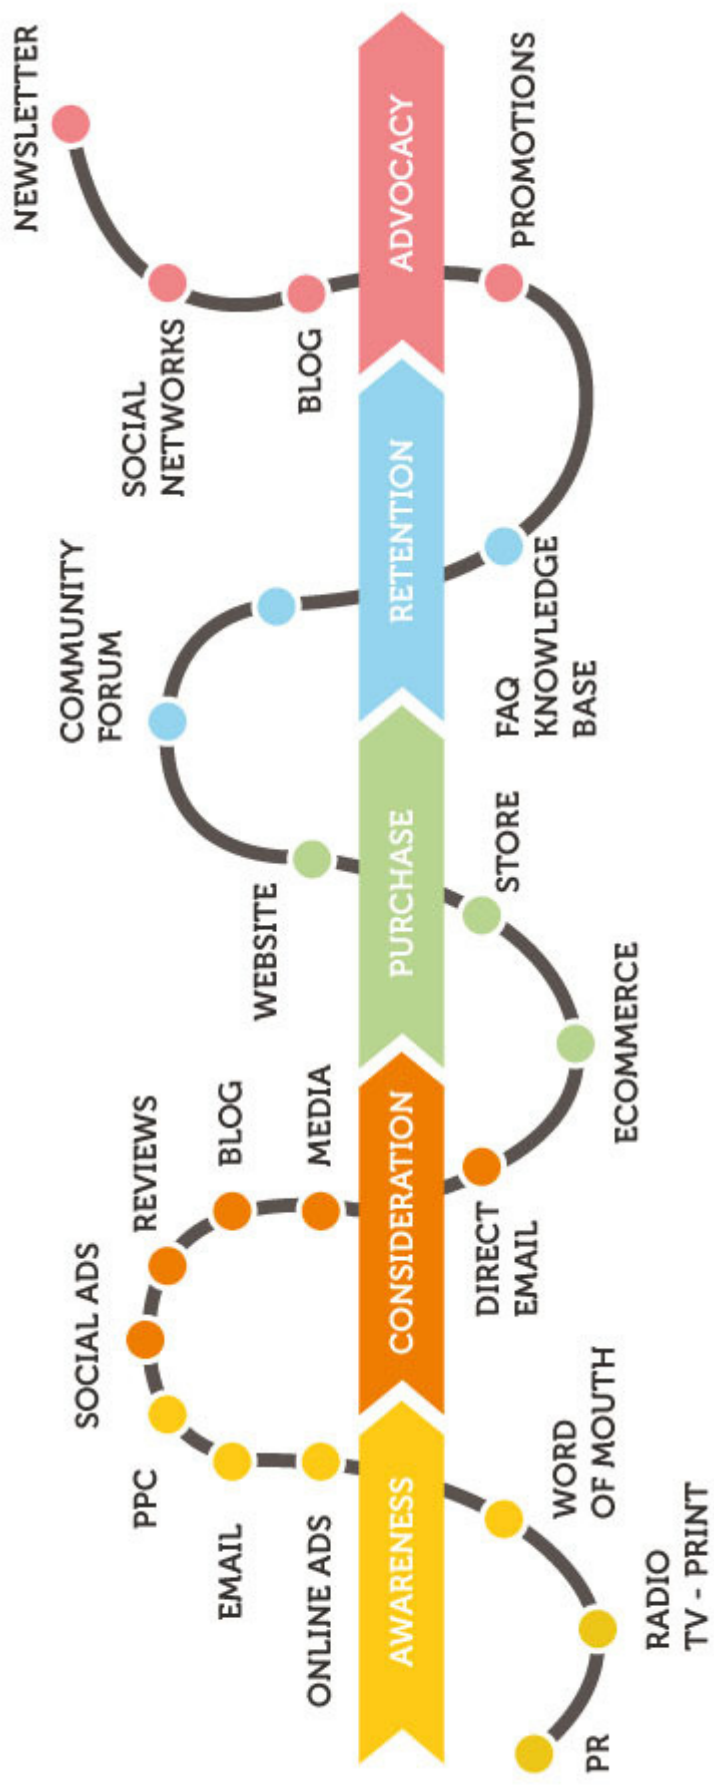 PR
RADIO
TV - PRINT
WORD
OF MOUTH
ONLINE ADS
EMAIL
PPC
SOCIAL ADS
REVIEWS
BLOG
MEDIA
DIRECT
EMAIL
ECOMMERCE
STORE
WEBSITE
COMMUNITY
FORUM
FAQ
KNOWLEDGE
BASE
PROMOTIONS
BLOG
SOCIAL
NETWORKS
NEWSLETTER
AWARENESS
CONSIDERATION
PURCHASE
RETENTION
ADVOCACY